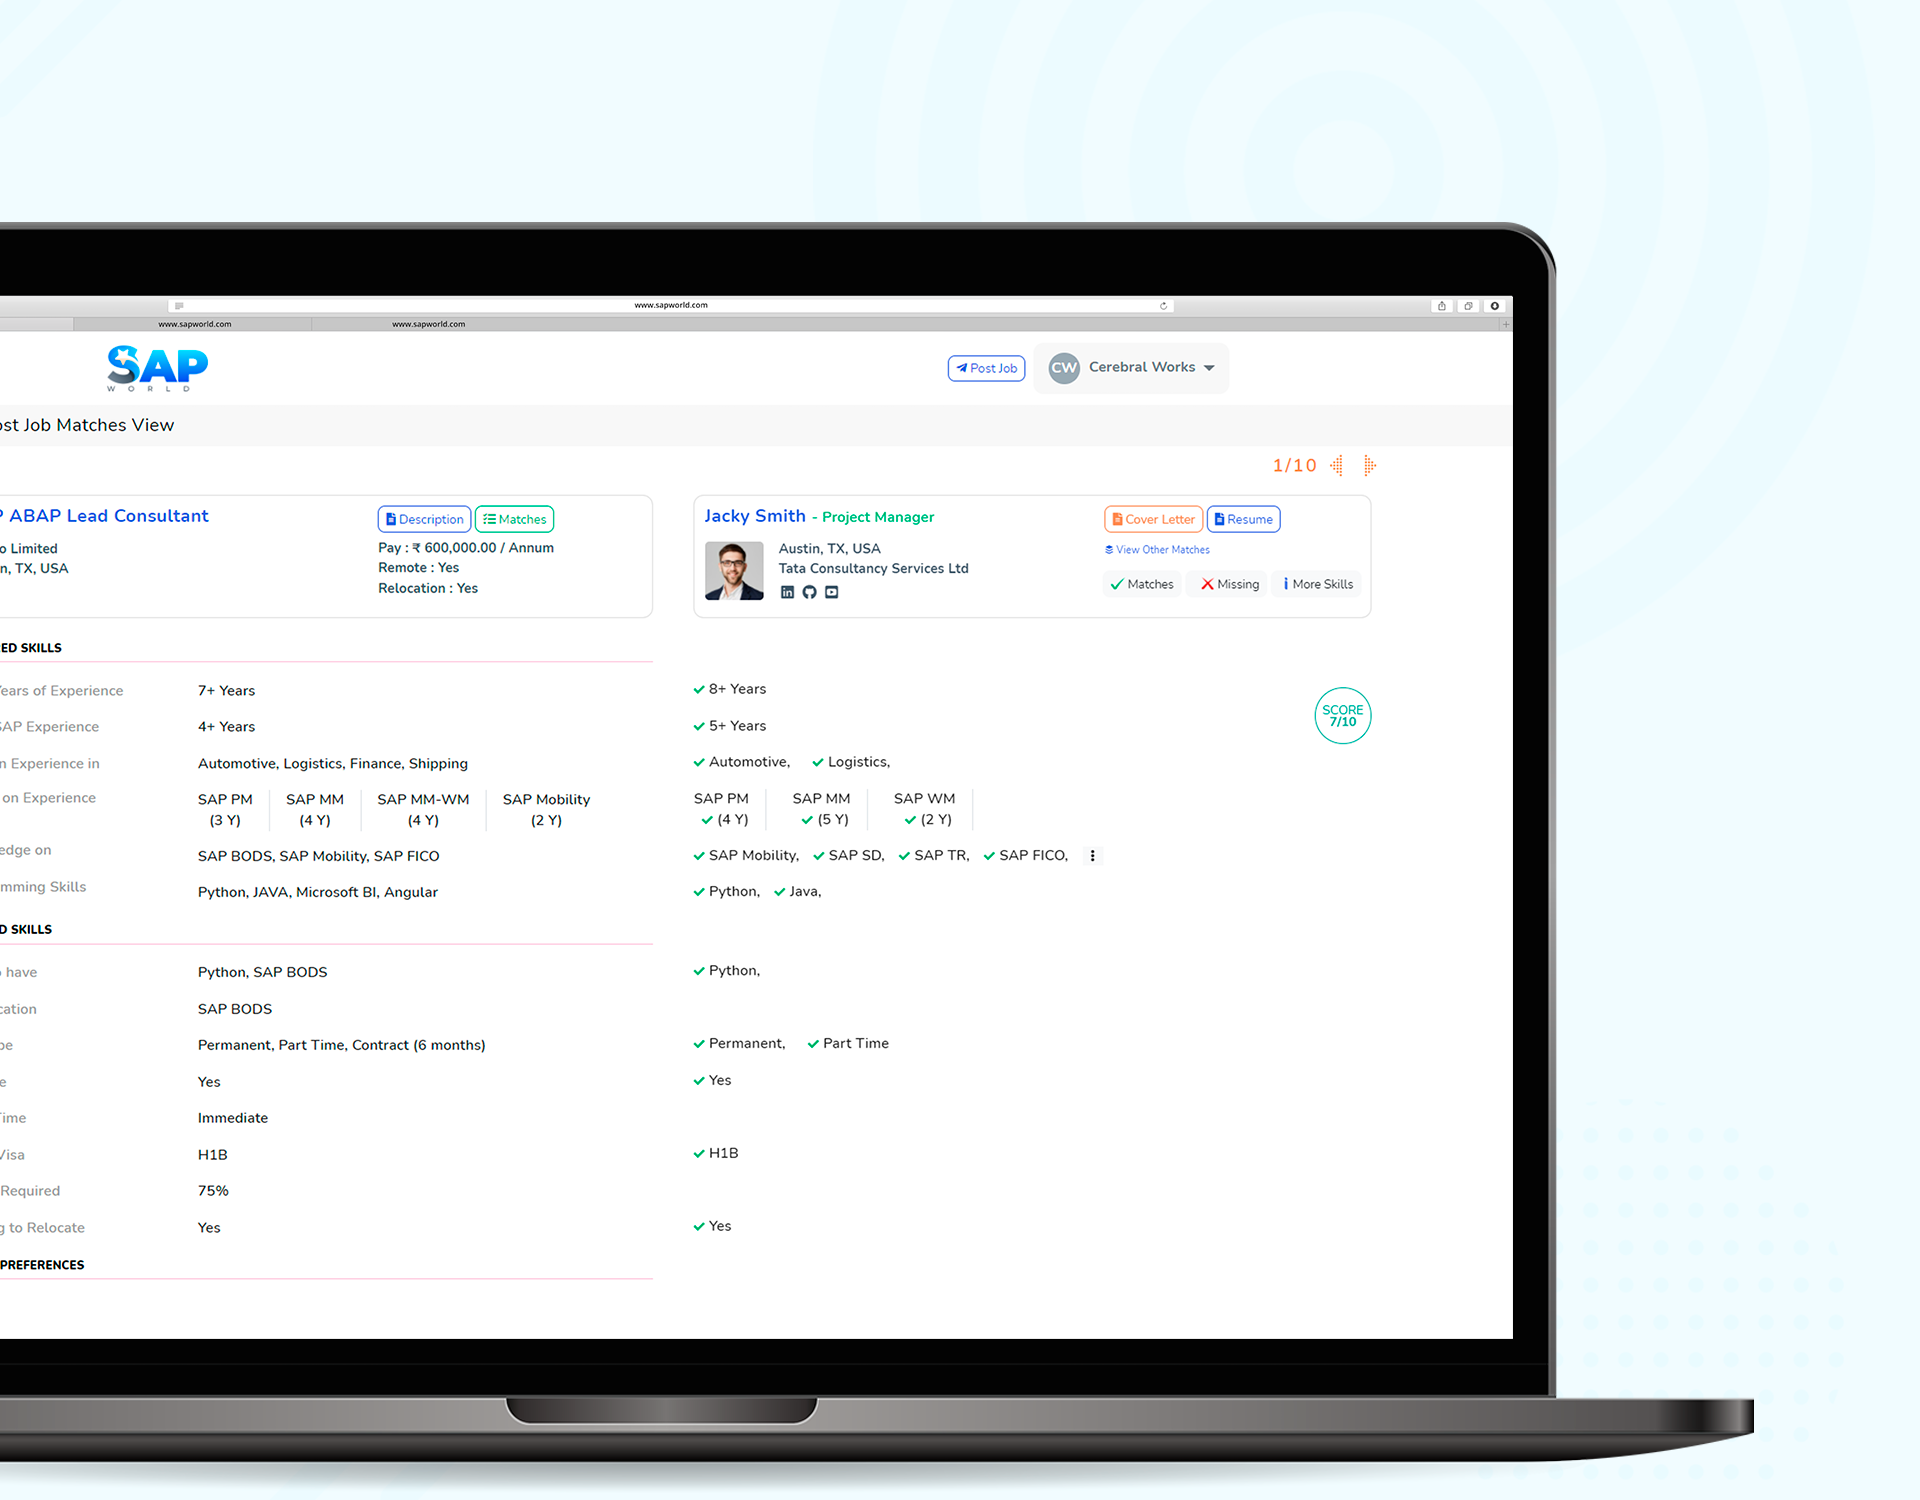 www.sapworld.com
www.sapworld.com www.sapworld.com
SAP
WORLD
Post Job
CW Cerebral Works
ost Job Matches View
1/10
P ABAP Lead Consultant
Description Matches
o Limited
n, TX, USA
Pay : ₹ 600,000.00 / Annum
Remote : Yes
Relocation : Yes
Jacky Smith - Project Manager
Austin, TX, USA
Tata Consultancy Services Ltd
Cover Letter Resume
View Other Matches
Matches Missing More Skills
ED SKILLS
SCORE
7/10
ears of Experience 7+ Years 8+ Years
SAP Experience 4+ Years 5+ Years
n Experience in Automotive, Logistics, Finance, Shipping Automotive, Logistics,
on Experience SAP PM SAP MM SAP MM-WM SAP Mobility SAP PM SAP MM SAP WM
(3 Y) (4 Y) (4 Y) (2 Y) (4 Y) (5 Y) (2 Y)
edge on SAP BODS, SAP Mobility, SAP FICO SAP Mobility, SAP SD, SAP TR, SAP FICO,
mming Skills Python, JAVA, Microsoft BI, Angular Python, Java,
D SKILLS
o have Python, SAP BODS Python,
cation SAP BODS
pe Permanent, Part Time, Contract (6 months) Permanent, Part Time
e Yes Yes
Time Immediate
Visa H1B H1B
Required 75%
g to Relocate Yes Yes
PREFERENCES